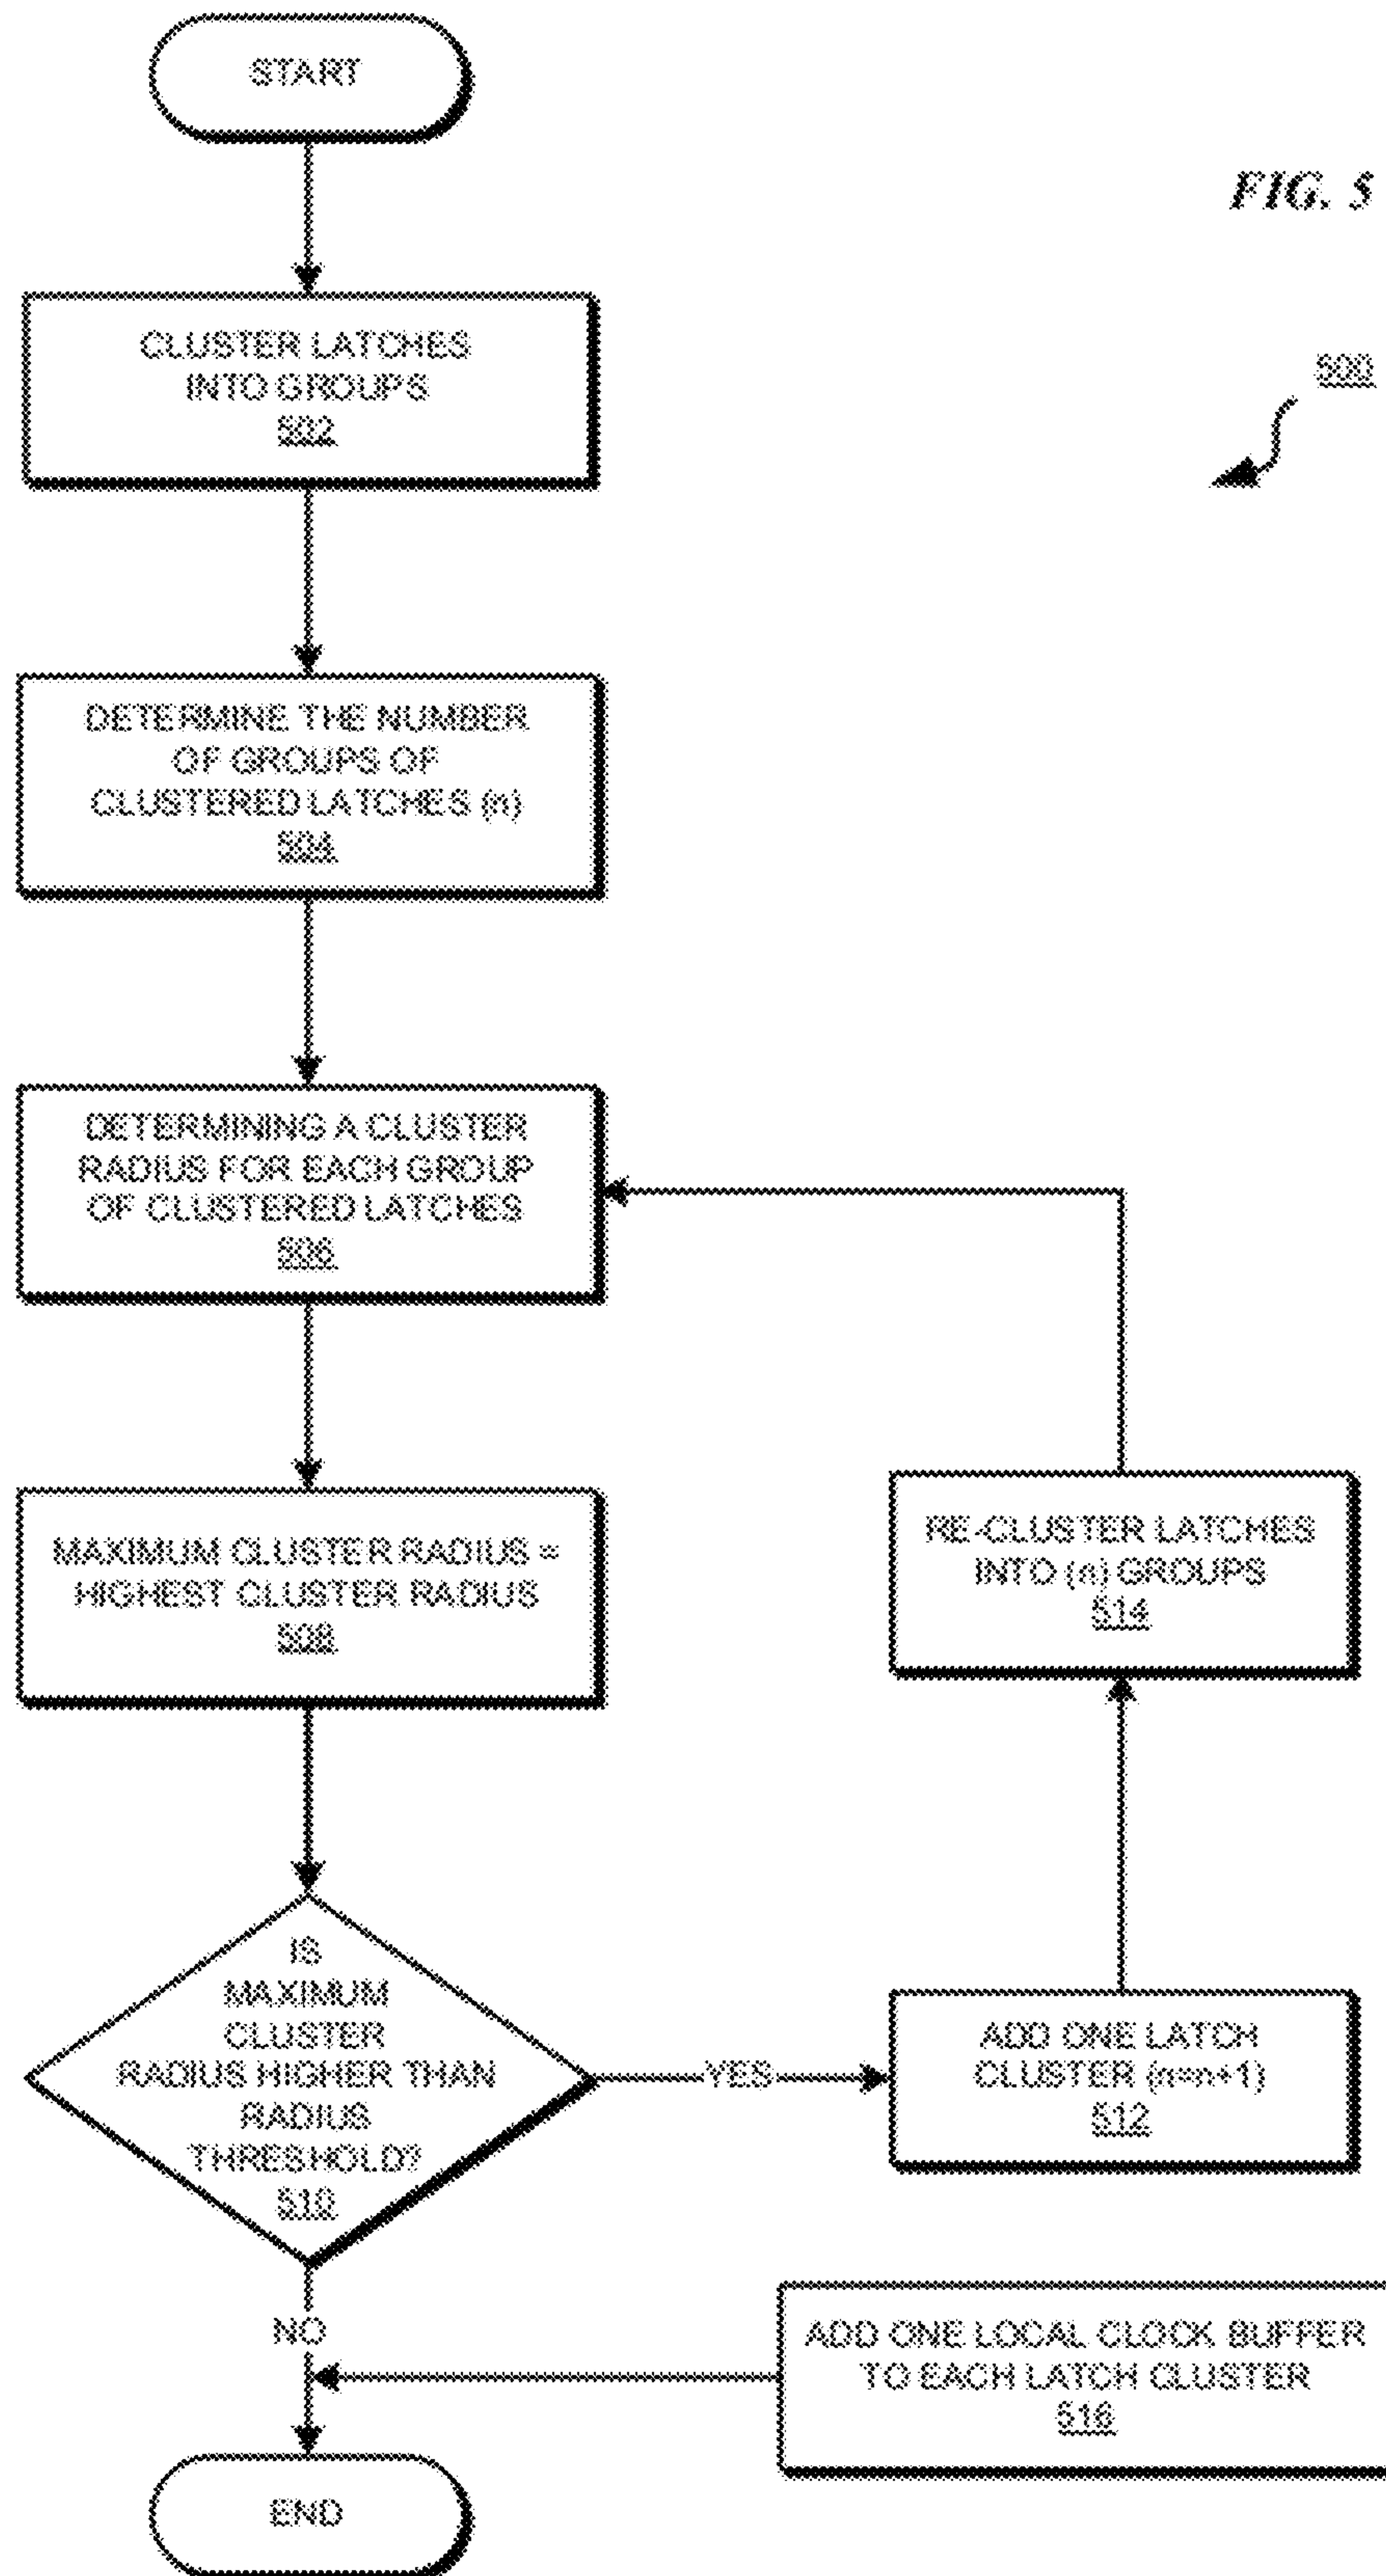 START
FIG. 5
500
CLUSTER LATCHES
INTO GROUPS
502
DETERMINE THE NUMBER
OF GROUPS OF
CLUSTERED LATCHES (n)
504
DETERMINING A CLUSTER
RADIUS FOR EACH GROUP
OF CLUSTERED LATCHES
506
MAXIMUM CLUSTER RADIUS =
HIGHEST CLUSTER RADIUS
508
RE-CLUSTER LATCHES
INTO (n) GROUPS
514
IS
MAXIMUM
CLUSTER
RADIUS HIGHER THAN
RADIUS
THRESHOLD?
510
YES
ADD ONE LATCH
CLUSTER (n=n+1)
512
NO
ADD ONE LOCAL CLOCK BUFFER
TO EACH LATCH CLUSTER
516
END